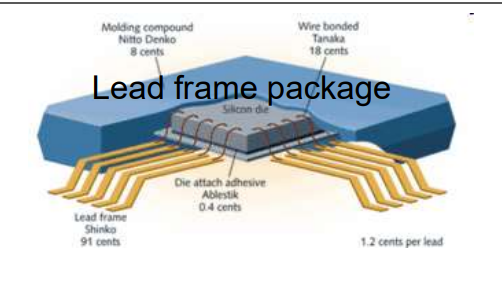 Molding compound
Nitto Denko
8 cents
Wire bonded
Tanaka
18 cents
Lead frame package
Silicon die
Die attach adhesive
Ablestik
0.4 cents
Lead frame
Shinko
91 cents
1.2 cents per lead